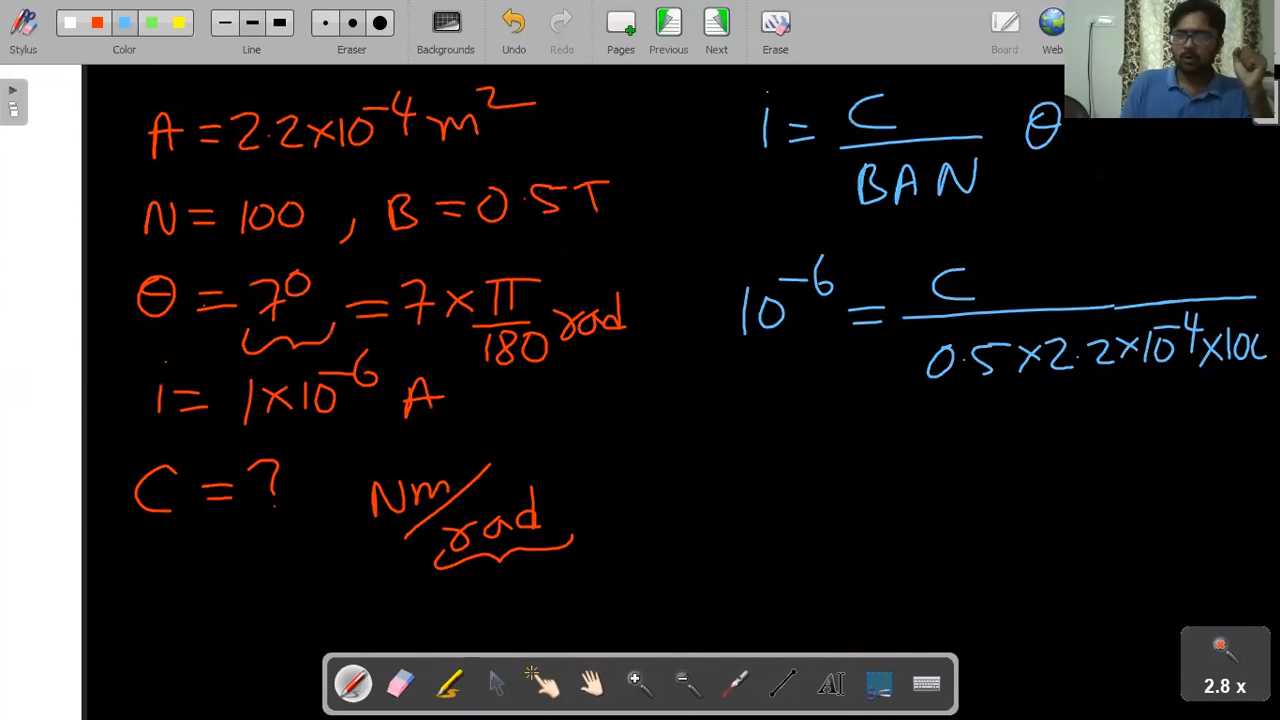 Stylus Color Line Eraser Backgrounds Undo Redo Pages Previous Next Erase Board Web
A = 2.2×10⁻⁴ m²
N = 100 , B = 0.5T
θ = 7⁰ = 7 × π/180 rad
i = 1×10⁻⁶ A
C = ? Nm/rad
i = C/BAN θ
10⁻⁶ = C/0.5×2.2×10⁻⁴×100
2.8 x